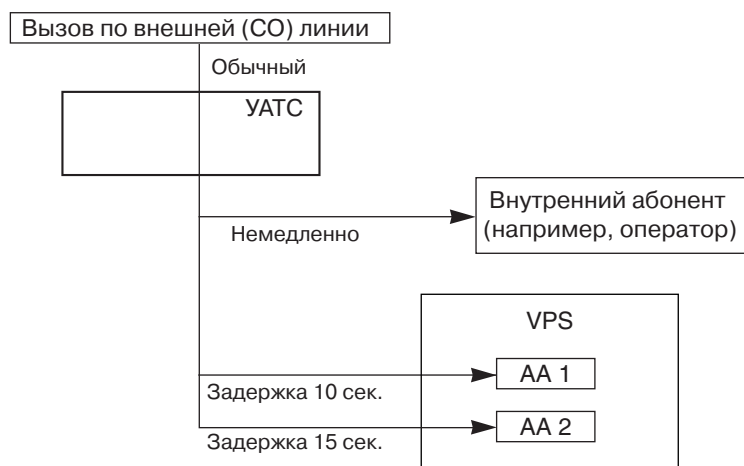 Вызов по внешней (CO) линии
Обычный
УАТС
Внутренний абонент
(например, оператор)
Немедленно
VPS
AA 1
Задержка 10 сек.
AA 2
Задержка 15 сек.